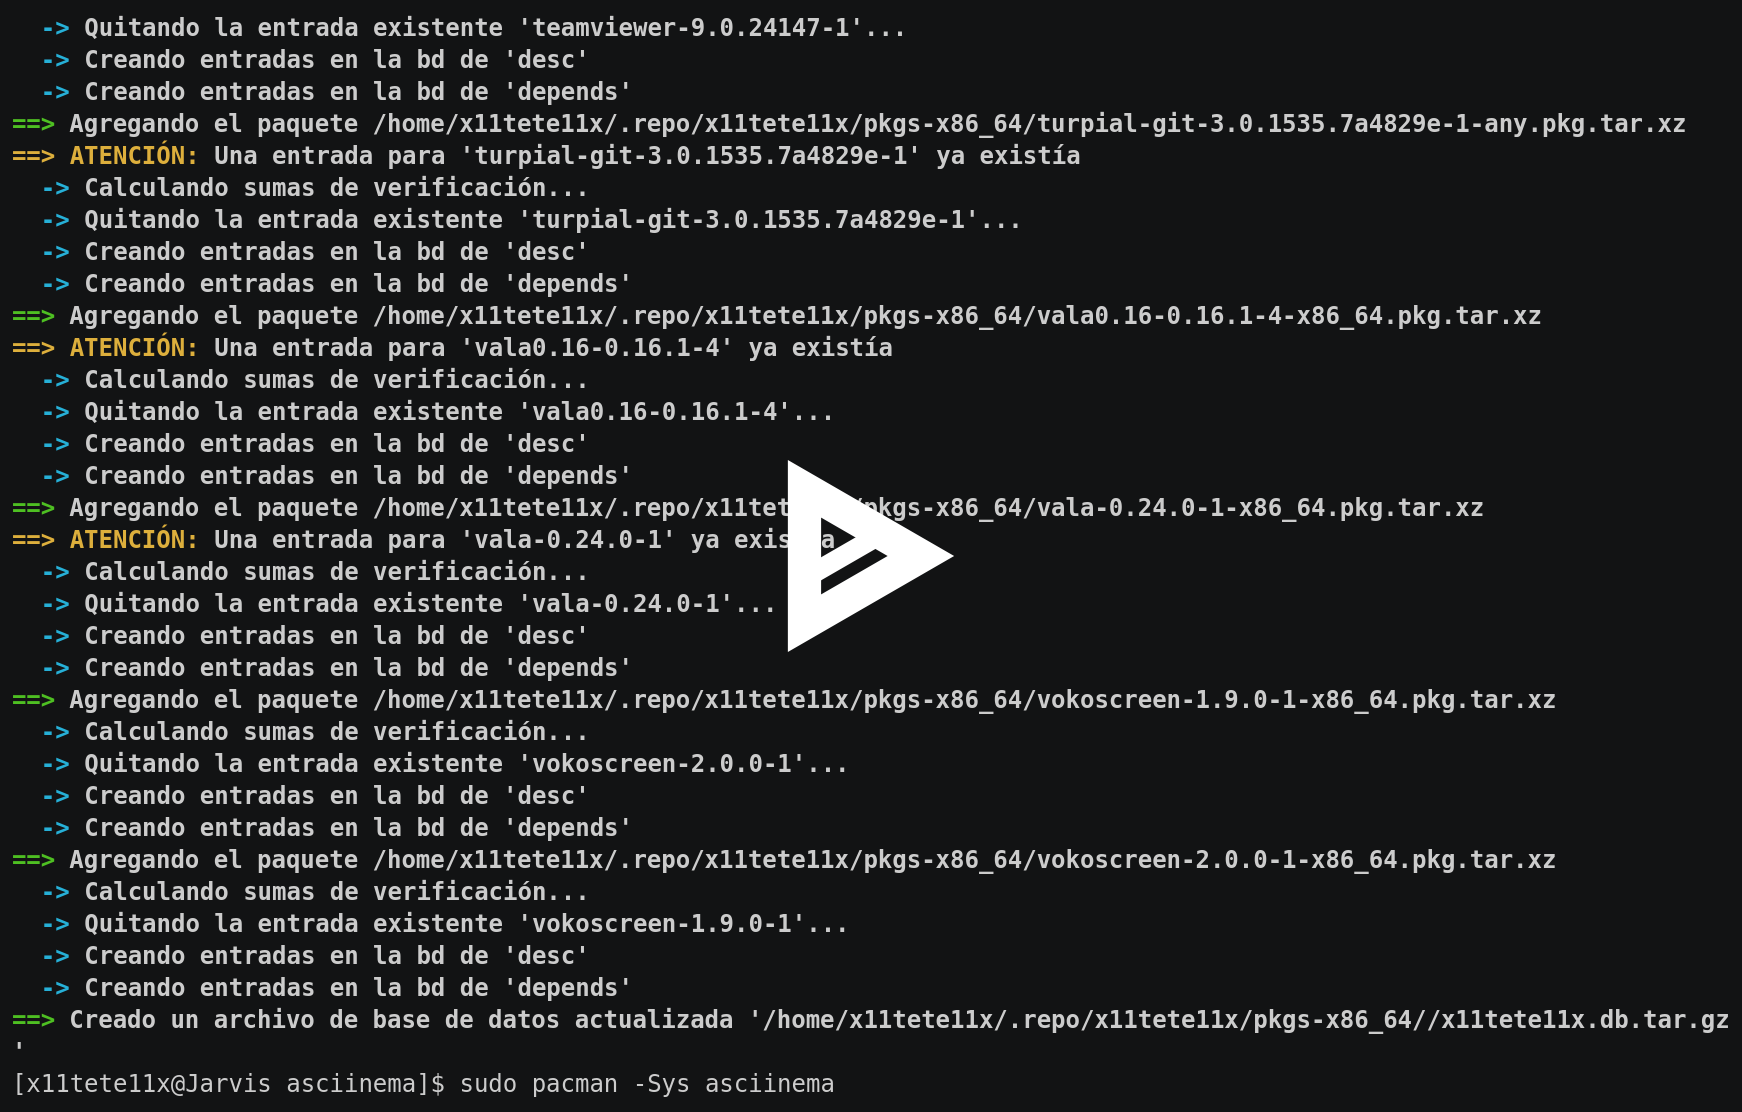 -> Quitando la entrada existente 'teamviewer-9.0.24147-1'...
-> Creando entradas en la bd de 'desc'
-> Creando entradas en la bd de 'depends'
==> Agregando el paquete /home/x11tete11x/.repo/x11tete11x/pkgs-x86_64/turpial-git-3.0.1535.7a4829e-1-any.pkg.tar.xz
==> ATENCIÓN: Una entrada para 'turpial-git-3.0.1535.7a4829e-1' ya existía
-> Calculando sumas de verificación...
-> Quitando la entrada existente 'turpial-git-3.0.1535.7a4829e-1'...
-> Creando entradas en la bd de 'desc'
-> Creando entradas en la bd de 'depends'
==> Agregando el paquete /home/x11tete11x/.repo/x11tete11x/pkgs-x86_64/vala0.16-0.16.1-4-x86_64.pkg.tar.xz
==> ATENCIÓN: Una entrada para 'vala0.16-0.16.1-4' ya existía
-> Calculando sumas de verificación...
-> Quitando la entrada existente 'vala0.16-0.16.1-4'...
-> Creando entradas en la bd de 'desc'
-> Creando entradas en la bd de 'depends'
==> Agregando el paquete /home/x11tete11x/.repo/x11tete /pkgs-x86_64/vala-0.24.0-1-x86_64.pkg.tar.xz
==> ATENCIÓN: Una entrada para 'vala-0.24.0-1' ya
-> Calculando sumas de verificación...
-> Quitando la entrada existente 'vala-0.24.0-1'...
-> Creando entradas en la bd de 'desc'
-> Creando entradas en la bd de 'depends'
==> Agregando el paquete /home/x11tete11x/.repo/x11tete11x/pkgs-x86_64/vokoscreen-1.9.0-1-x86_64.pkg.tar.xz
-> Calculando sumas de verificación...
-> Quitando la entrada existente 'vokoscreen-2.0.0-1'...
-> Creando entradas en la bd de 'desc'
-> Creando entradas en la bd de 'depends'
==> Agregando el paquete /home/x11tete11x/.repo/x11tete11x/pkgs-x86_64/vokoscreen-2.0.0-1-x86_64.pkg.tar.xz
-> Calculando sumas de verificación...
-> Quitando la entrada existente 'vokoscreen-1.9.0-1'...
-> Creando entradas en la bd de 'desc'
-> Creando entradas en la bd de 'depends'
==> Creado un archivo de base de datos actualizada '/home/x11tete11x/.repo/x11tete11x/pkgs-x86_64//x11tete11x.db.tar.gz
'
[x11tete11x@Jarvis asciinema]$ sudo pacman -Sys asciinema